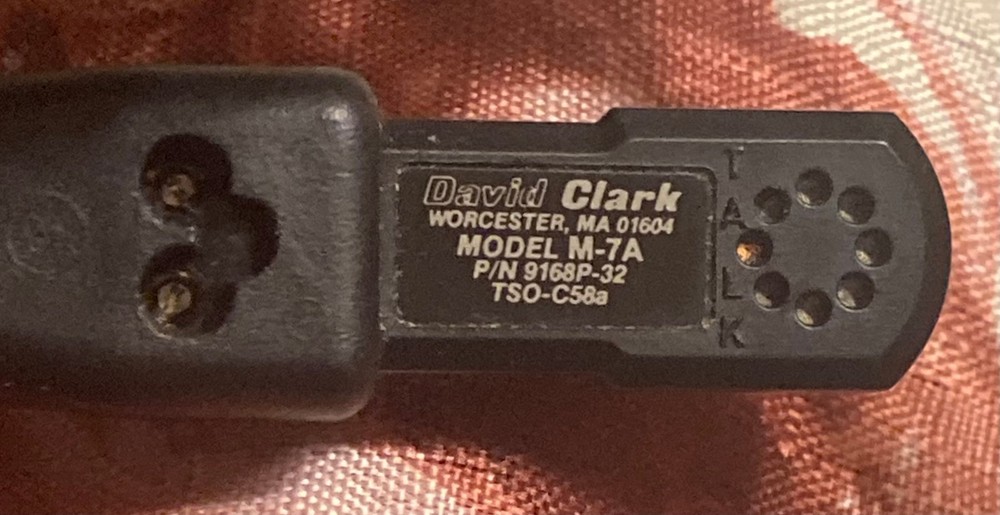 David Clark
WORCESTER, MA 01604
MODEL M-7A
P/N 9168P-32
TSO-C58a
TALK